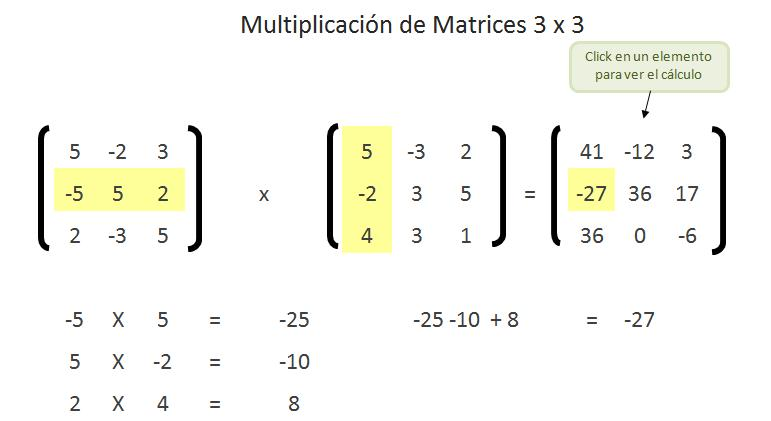 Multiplicación de Matrices 3 x 3
Click en un elemento
para ver el cálculo
5 -2 3 5 -3 2 41 -12 3
-5 5 2 x -2 3 5 = -27 36 17
2 -3 5 4 3 1 36 0 -6
-5 X 5 = -25 -25 -10 + 8 = -27
5 X -2 = -10
2 X 4 = 8